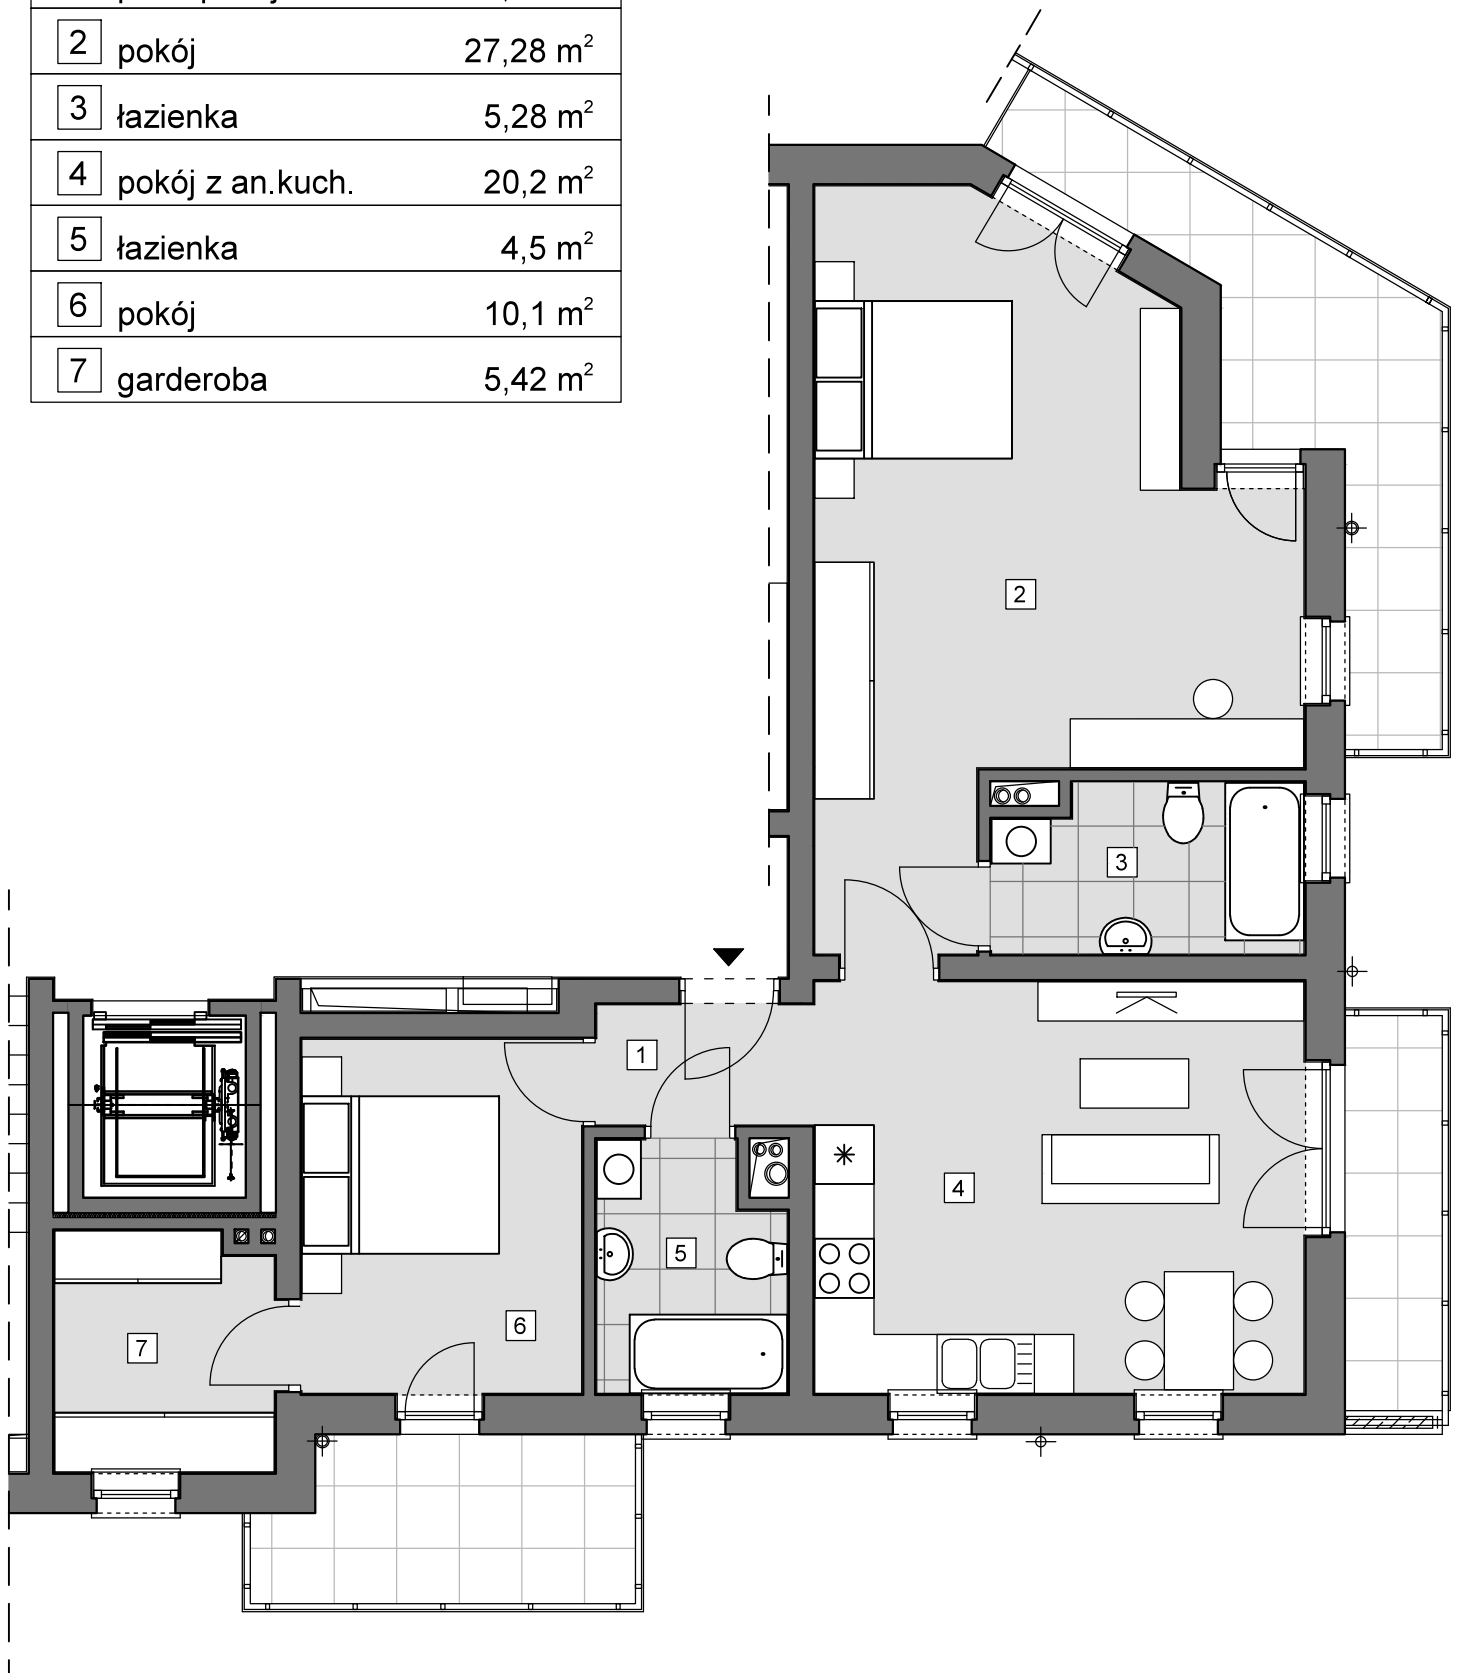 2 pokój 27,28 m²
3 łazienka 5,28 m²
4 pokój z an.kuch. 20,2 m²
5 łazienka 4,5 m²
6 pokój 10,1 m²
7 garderoba 5,42 m²
2
3
1
4
5
6
7